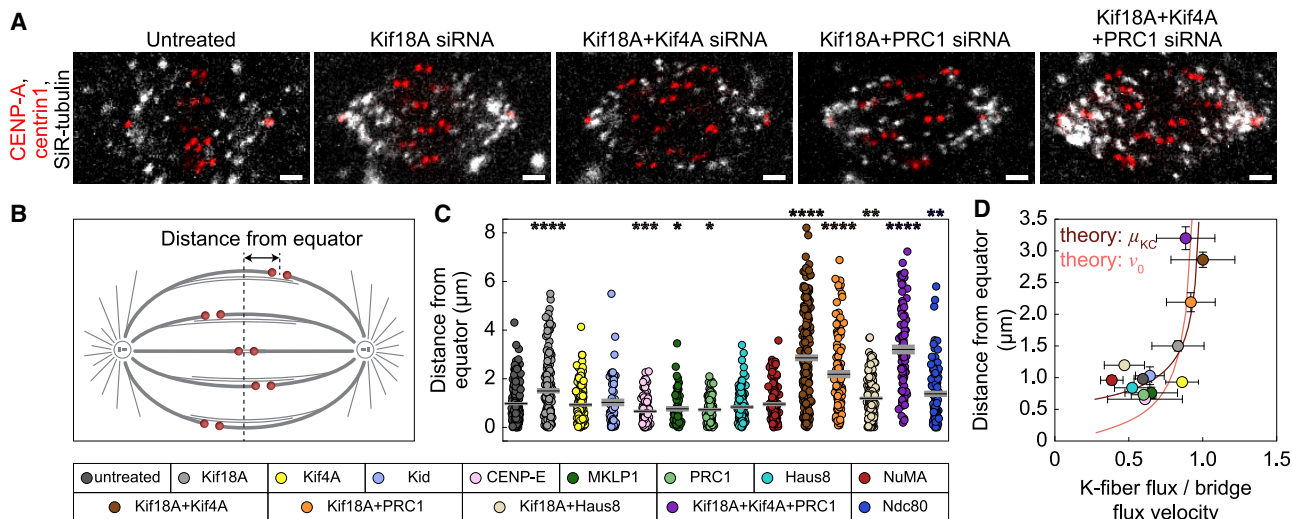 A
Untreated
Kif18A siRNA
Kif18A+Kif4A siRNA
Kif18A+PRC1 siRNA
Kif18A+Kif4A
+PRC1 siRNA
CENP-A,
centrin1,
SiR-tubulin
B
Distance from equator
C
Distance from
equator (μm)
8
6
4
2
0
****
***
*
*
****
****
**
****
**
D
Distance from equator
(μm)
3.5
3.0
2.5
2.0
1.5
1.0
0.5
0
theory: μKC
theory: ν0
0
0.5
1.0
1.5
K-fiber flux / bridge
flux velocity
untreated
Kif18A
Kif4A
Kid
CENP-E
MKLP1
PRC1
Haus8
NuMA
Kif18A+Kif4A
Kif18A+PRC1
Kif18A+Haus8
Kif18A+Kif4A+PRC1
Ndc80